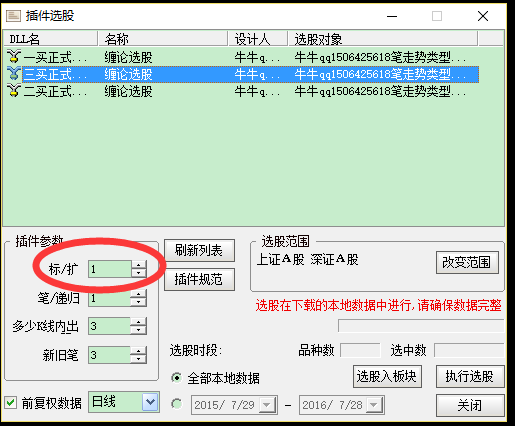 插件选股
DLL名 名称 设计人 选股对象
一买正式... 缠论选股 牛牛q... 牛牛qq1506425618笔走势类型...
三买正式... 缠论选股 牛牛q... 牛牛qq1506425618笔走势类型...
二买正式... 缠论选股 牛牛q... 牛牛qq1506425618笔走势类型...
插件参数
标/扩 1
笔/递归 1
多少K线内出 3
新旧笔 3
前复权数据 日线
刷新列表
插件规范
选股范围
上证A股 深证A股
改变范围
选股在下载的本地数据中进行,请确保数据完整
选股时段: 品种数 选中数
全部本地数据 选股入板块 执行选股
2015/ 7/29 - 2016/ 7/28 关闭